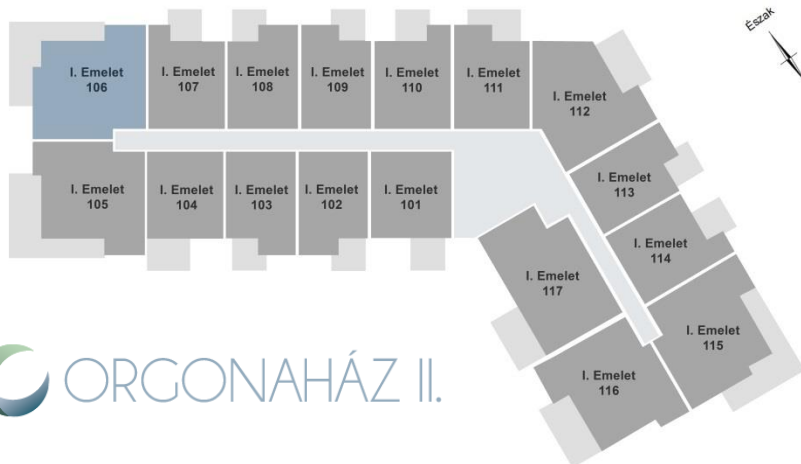 Észak
I. Emelet
106
I. Emelet
107
I. Emelet
108
I. Emelet
109
I. Emelet
110
I. Emelet
111
I. Emelet
112
I. Emelet
113
I. Emelet
114
I. Emelet
115
I. Emelet
116
I. Emelet
117
I. Emelet
105
I. Emelet
104
I. Emelet
103
I. Emelet
102
I. Emelet
101
ORGONAHÁZ II.